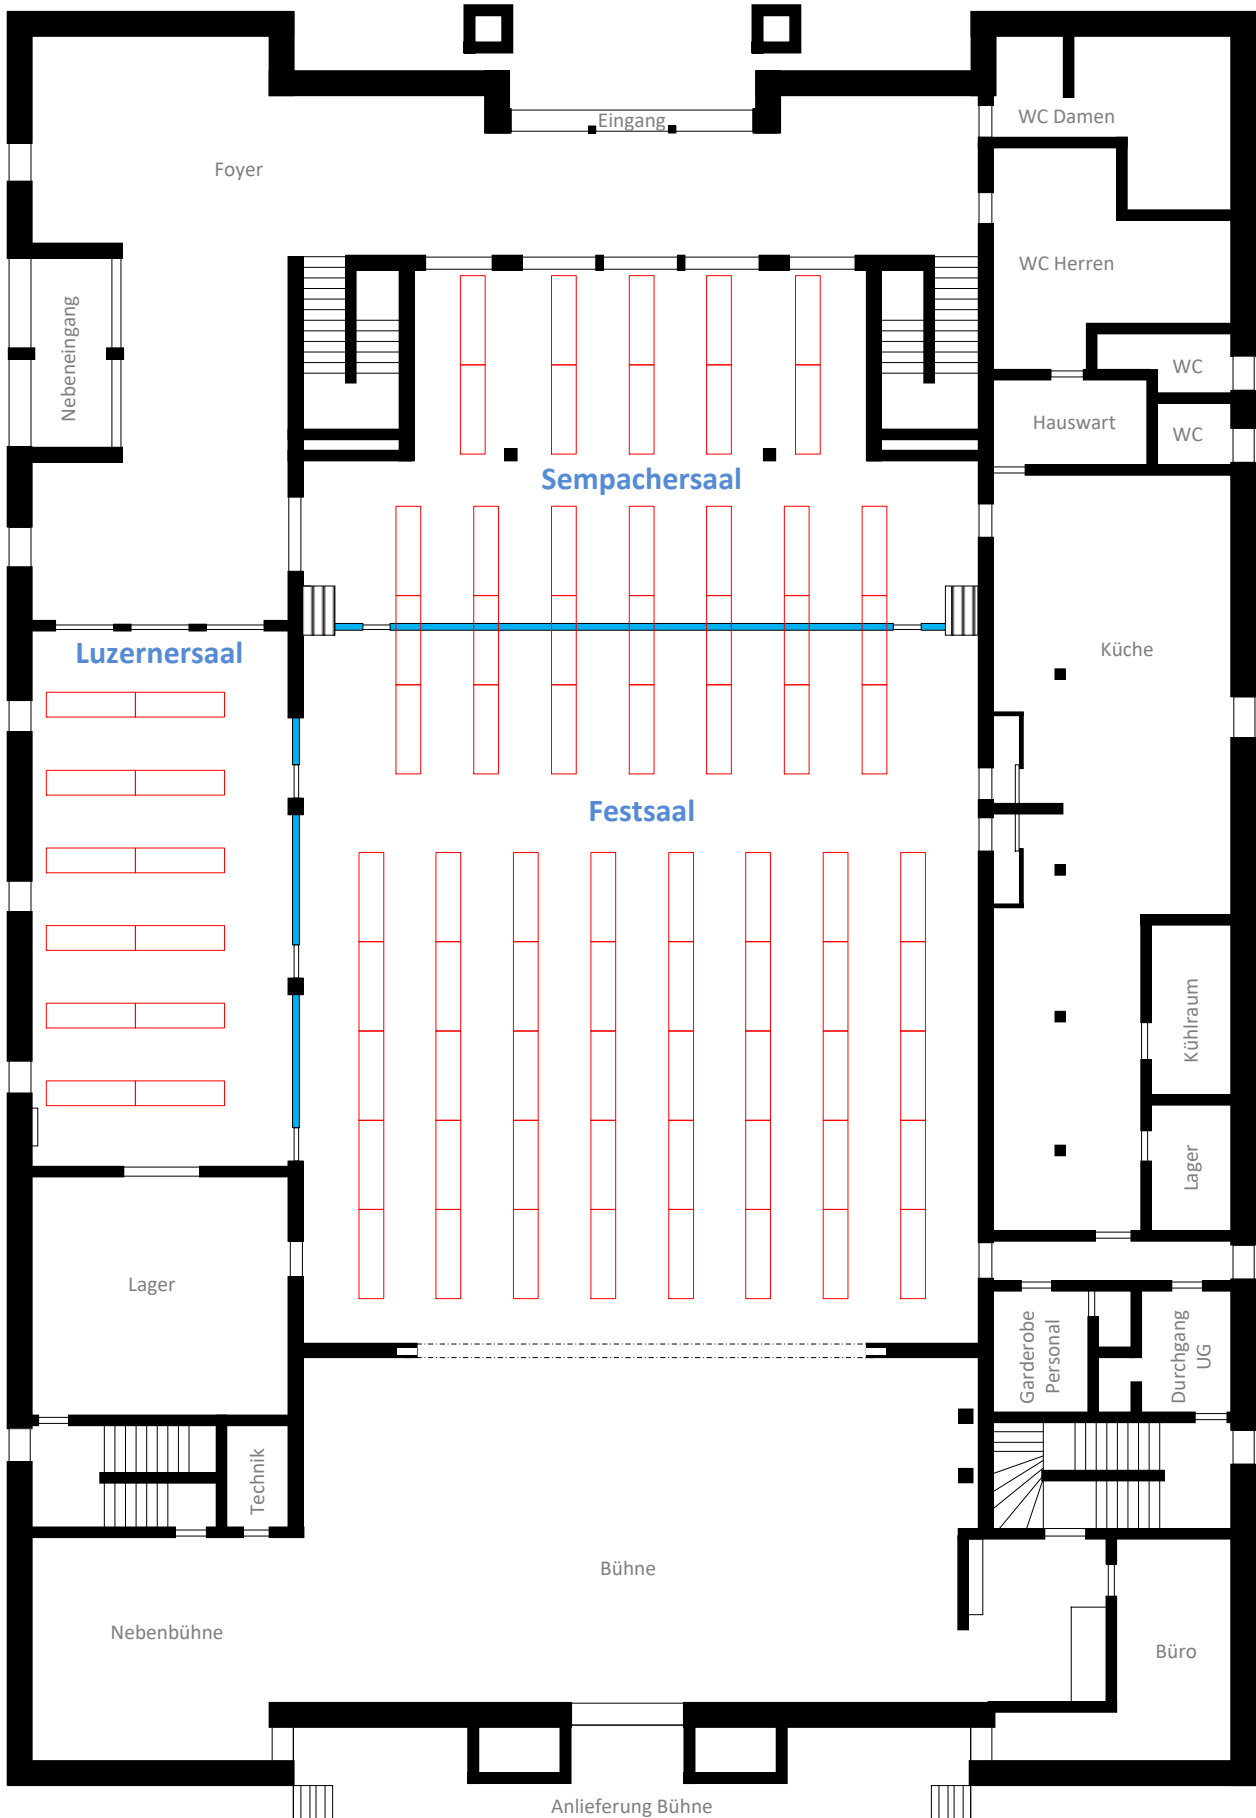 Eingang
WC Damen
Foyer
WC Herren
Nebeneingang
WC
Hauswart
WC
Sempachersaal
Luzernersaal
Küche
Festsaal
Kühlraum
Lager
Lager
Garderobe
Personal
Durchgang
UG
Technik
Bühne
Nebenbühne
Büro
Anlieferung Bühne